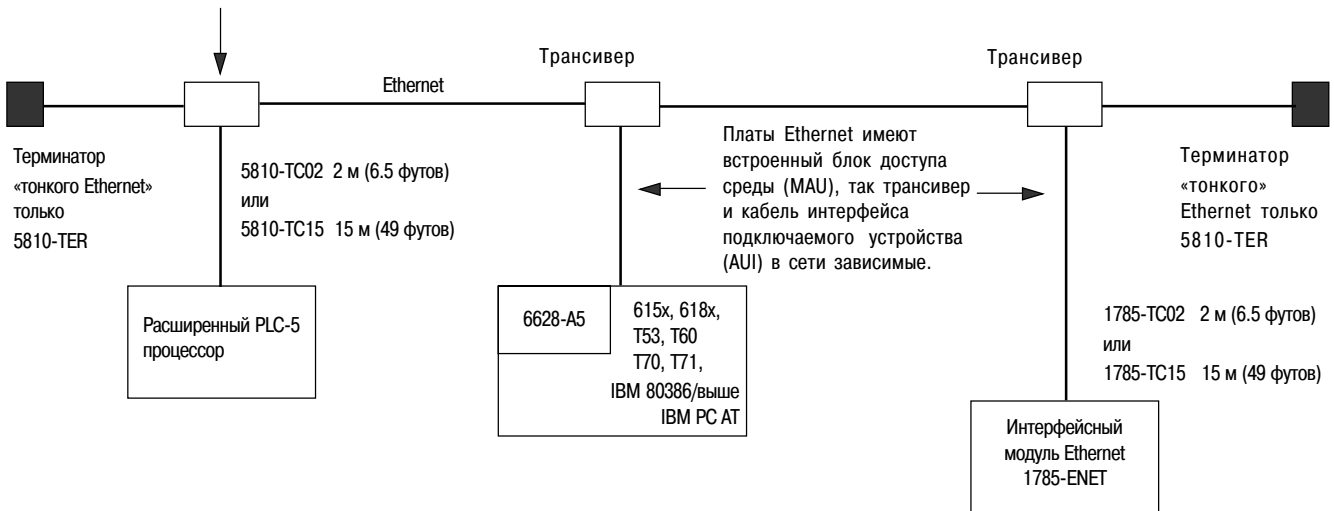 Трансивер
Трансивер
Ethernet
Терминатор
«тонкого Ethernet»
только
5810-TER
5810-TC02 2 м (6.5 футов)
или
5810-TC15 15 м (49 футов)
Платы Ethernet имеют
встроенный блок доступа
среды (MAU), так трансивер
и кабель интерфейса
подключаемого устройства
(AUI) в сети зависимые.
Терминатор
«тонкого»
Ethernet только
5810-TER
Расширенный PLC-5
процессор
6628-A5
615x, 618x,
T53, T60
T70, T71,
IBM 80386/выше
IBM PC AT
1785-TC02 2 м (6.5 футов)
или
1785-TC15 15 м (49 футов)
Интерфейсный
модуль Ethernet
1785-ENET